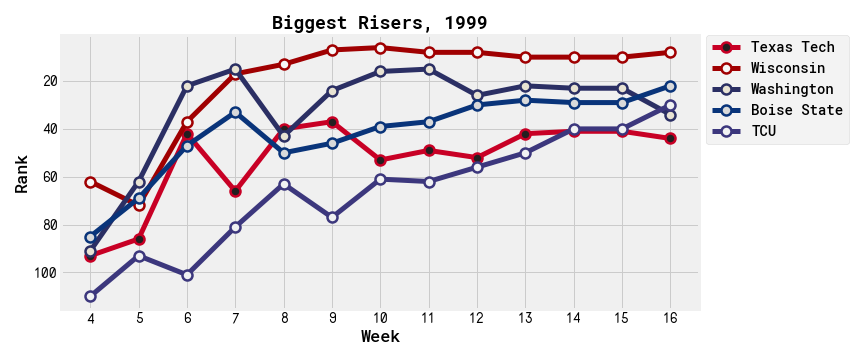 Biggest Risers, 1999
Texas Tech
Wisconsin
Washington
Boise State
TCU
Rank
20
40
60
80
100
4 5 6 7 8 9 10 11 12 13 14 15 16
Week